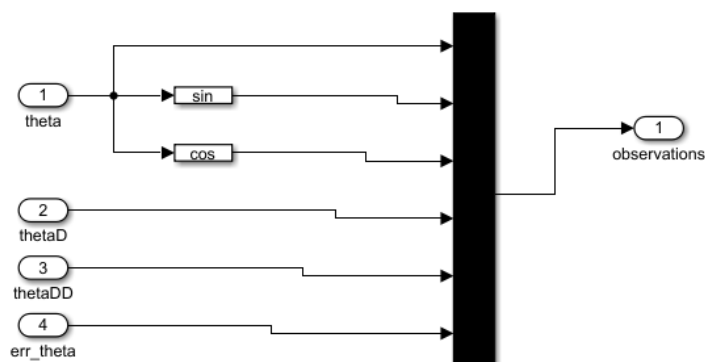 1
theta
sin
cos
2
thetaD
3
thetaDD
4
err_theta
1
observations